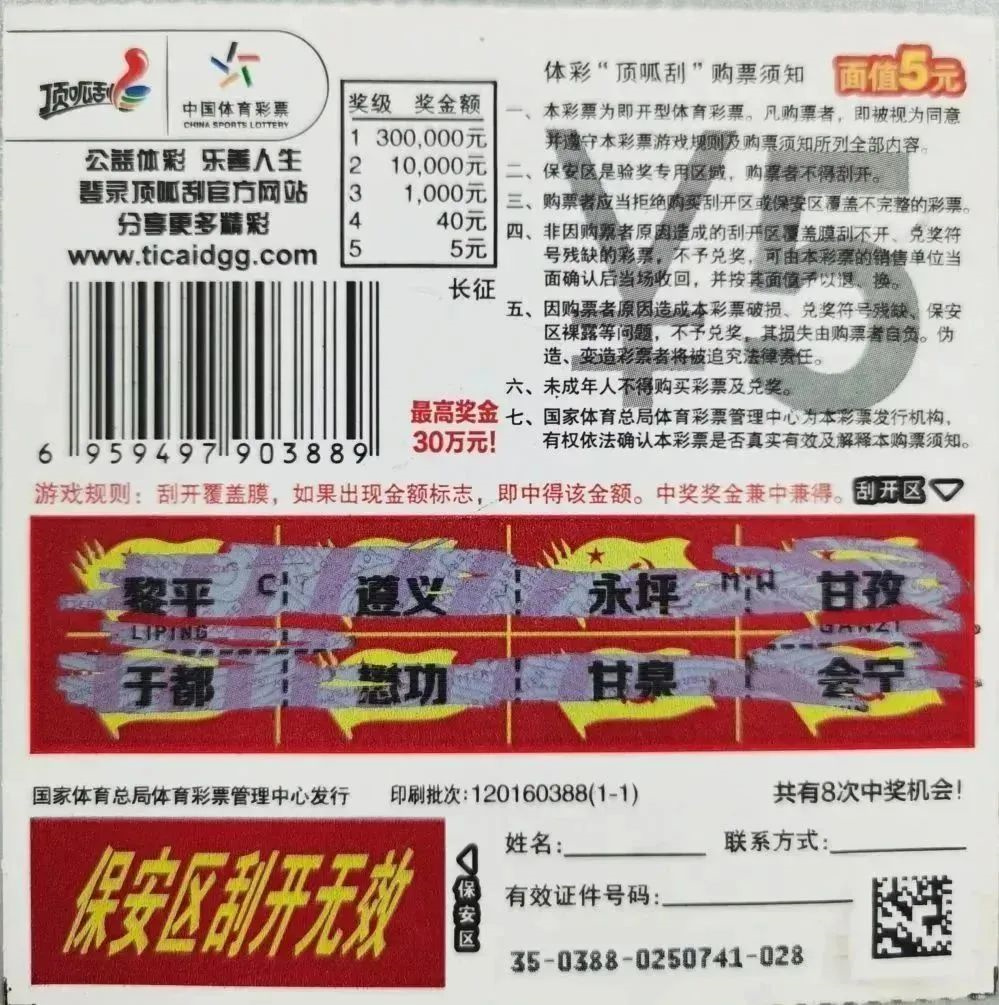 顶呱刮
中国体育彩票
CHINA SPORTS LOTTERY
公益体彩 乐善人生
登录顶呱刮官方网站
分享更多精彩
www.ticaidgg.com
奖级 奖金额
1 300,000元
2 10,000元
3 1,000元
4 40元
5 5元
长征
6 959497 903889
最高奖金
30万元!
体彩“顶呱刮”购票须知
面值5元
¥5
一、本彩票为即开型体育彩票。凡购票者，即被视为同意
并遵守本彩票游戏规则及购票须知所列全部内容。
二、保安区是验奖专用区域，购票者不得刮开。
三、购票者应当拒绝购买刮开区或保安区覆盖不完整的彩票。
四、非因购票者原因造成的刮开区覆盖膜刮不开、兑奖符
号残缺的彩票，不予兑奖，可由本彩票的销售单位当
面确认后当场收回，并按其面值予以退、换。
五、因购票者原因造成本彩票破损、兑奖符号残缺、保安
区裸露等问题，不予兑奖，其损失由购票者自负。伪
造、变造彩票者将被追究法律责任。
六、未成年人不得购买彩票及兑奖。
七、国家体育总局体育彩票管理中心为本彩票发行机构，
有权依法确认本彩票是否真实有效及解释本购票须知。
游戏规则：刮开覆盖膜，如果出现金额标志，即中得该金额。中奖奖金兼中兼得。
刮开区
黎平 C 遵义 永坪 M W 甘孜
LIPING GANZI
于都 懋功 甘泉 会宁
国家体育总局体育彩票管理中心发行 印刷批次:120160388(1-1) 共有8次中奖机会!
保安区刮开无效
保安区
姓名: 联系方式:
有效证件号码:
35-0388-0250741-028